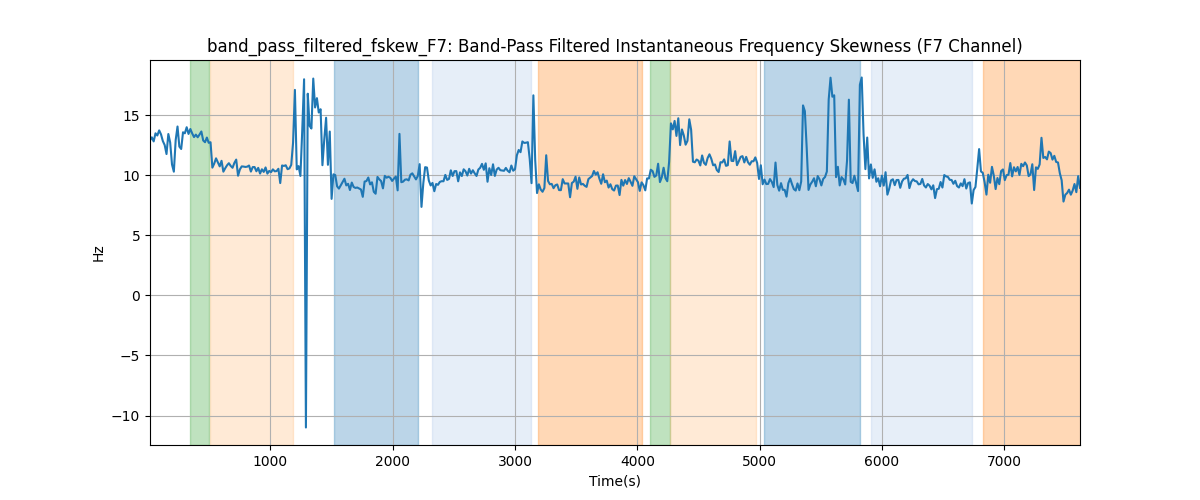 band_pass_filtered_fskew_F7: Band-Pass Filtered Instantaneous Frequency Skewness (F7 Channel)
15
10
5
0
−5
−10
Hz
1000 2000 3000 4000 5000 6000 7000
Time(s)